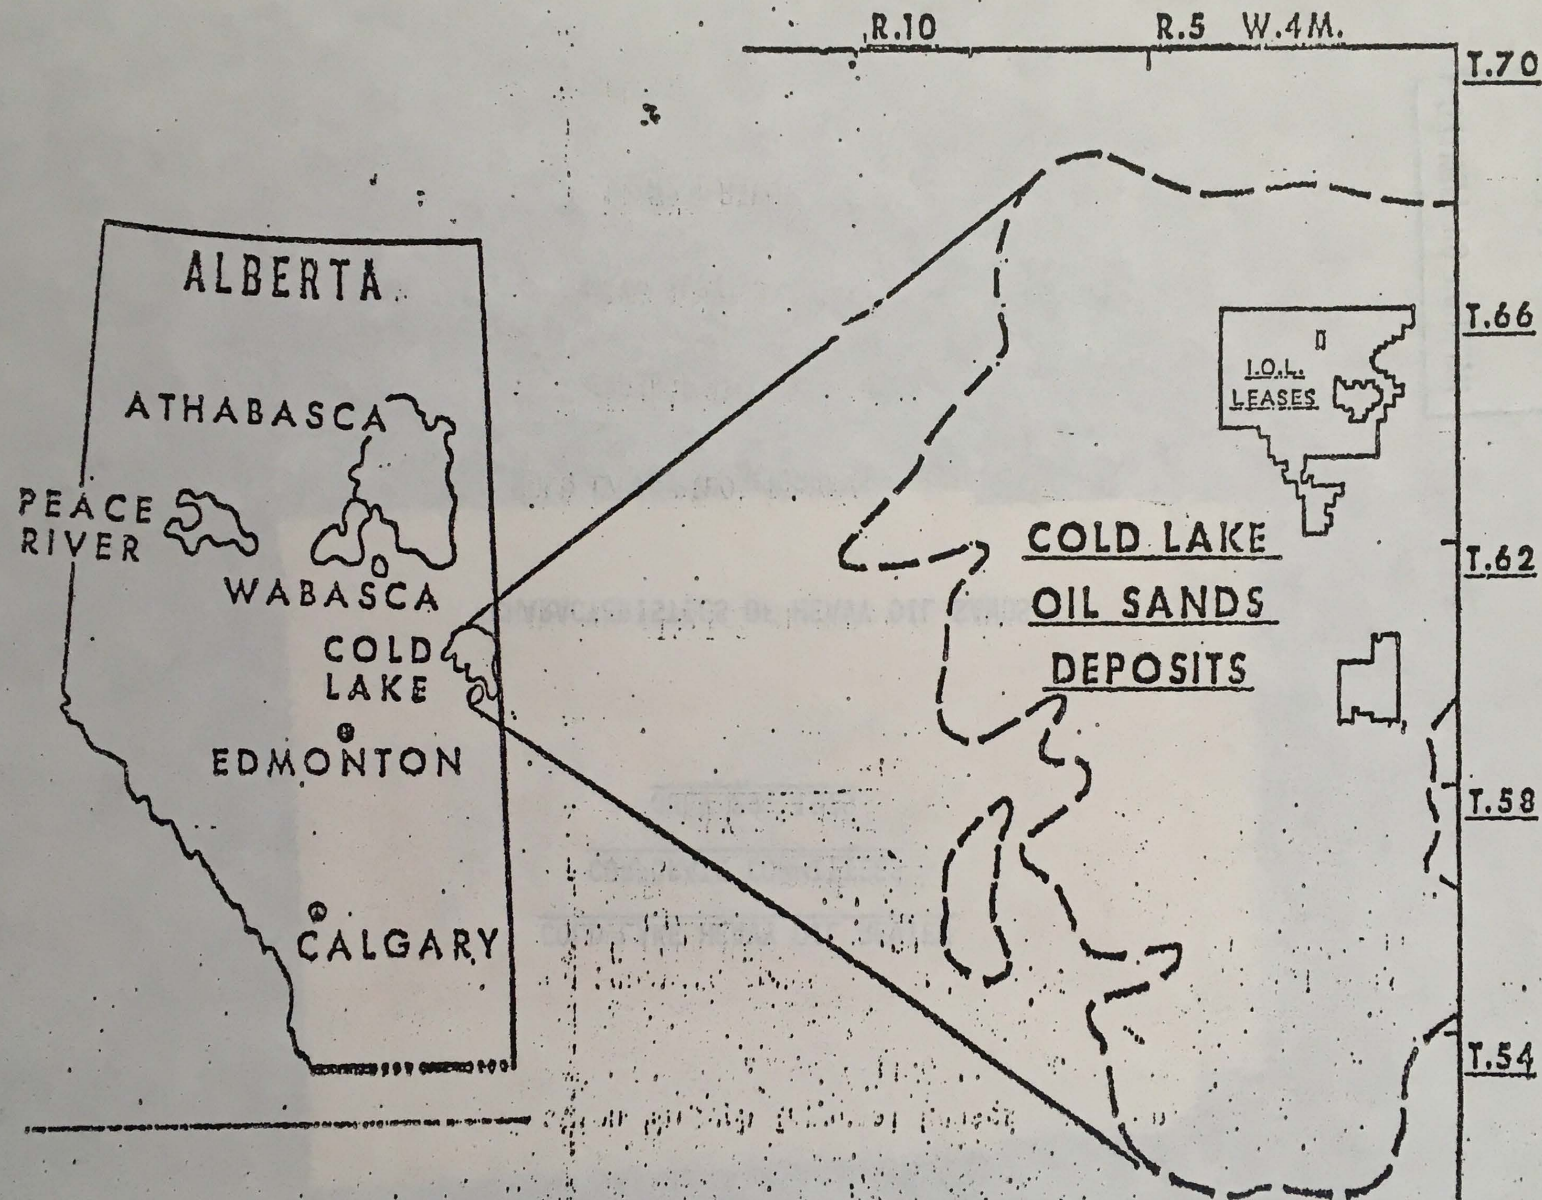 R.10
R.5 W.4M.
T.70
ALBERTA
T.66
I.O.L.
LEASES
ATHABASCA
PEACE
RIVER
COLD LAKE
T.62
WABASCA
OIL SANDS
COLD
LAKE
DEPOSITS
EDMONTON
T.58
CALGARY
T.54